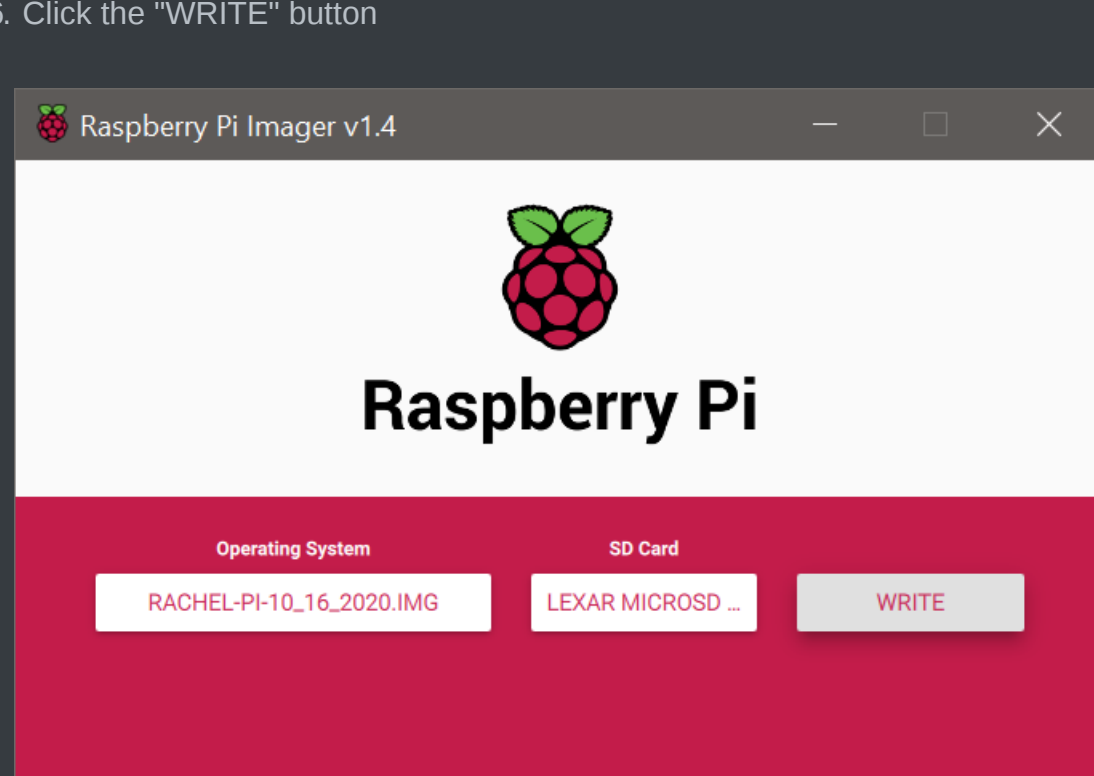 6. Click the "WRITE" button
Raspberry Pi Imager v1.4
Raspberry Pi
Operating System
SD Card
RACHEL-PI-10_16_2020.IMG
LEXAR MICROSD ...
WRITE